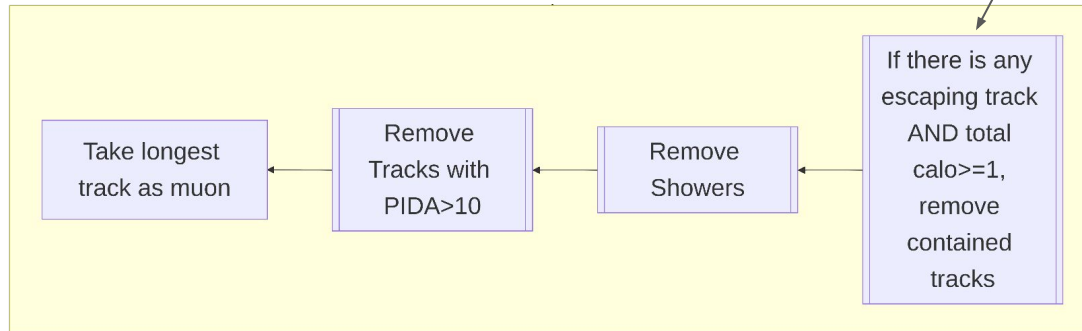 If there is any
escaping track
AND total
calo>=1,
remove
contained
tracks
Remove
Showers
Remove
Tracks with
PIDA>10
Take longest
track as muon